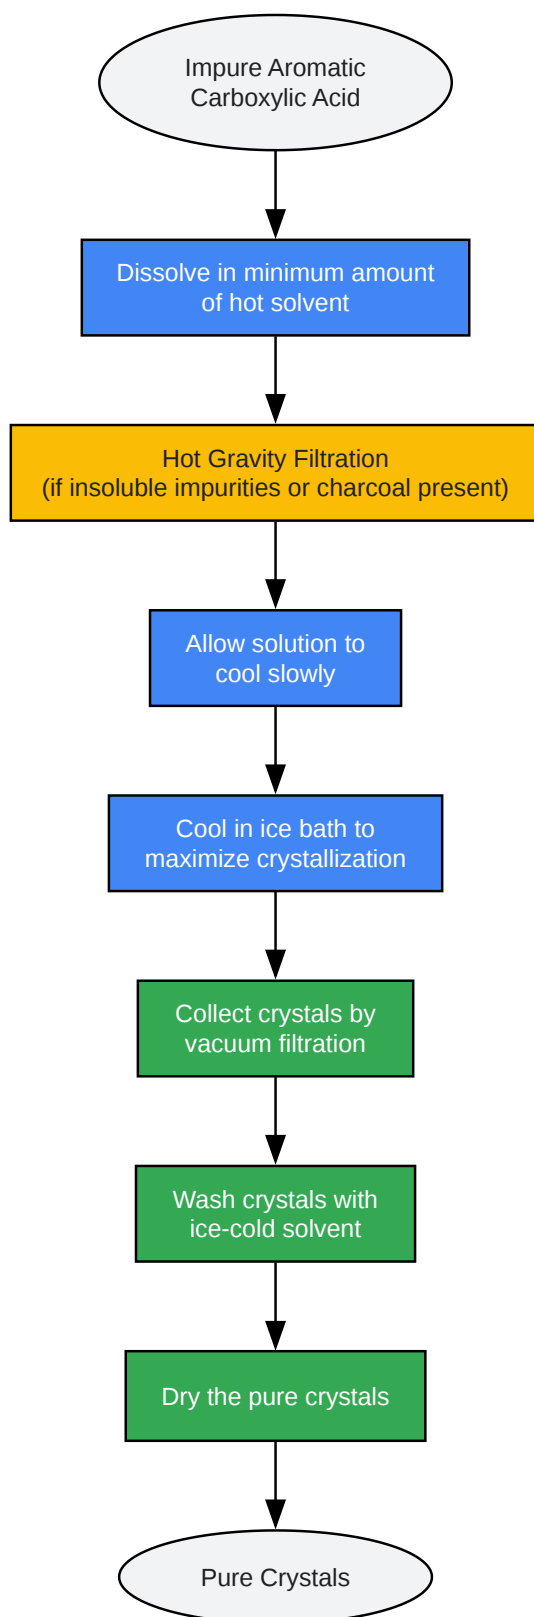 Impure Aromatic
Carboxylic Acid
Dissolve in minimum amount
of hot solvent
Hot Gravity Filtration
(if insoluble impurities or charcoal present)
Allow solution to
cool slowly
Cool in ice bath to
maximize crystallization
Collect crystals by
vacuum filtration
Wash crystals with
ice-cold solvent
Dry the pure crystals
Pure Crystals